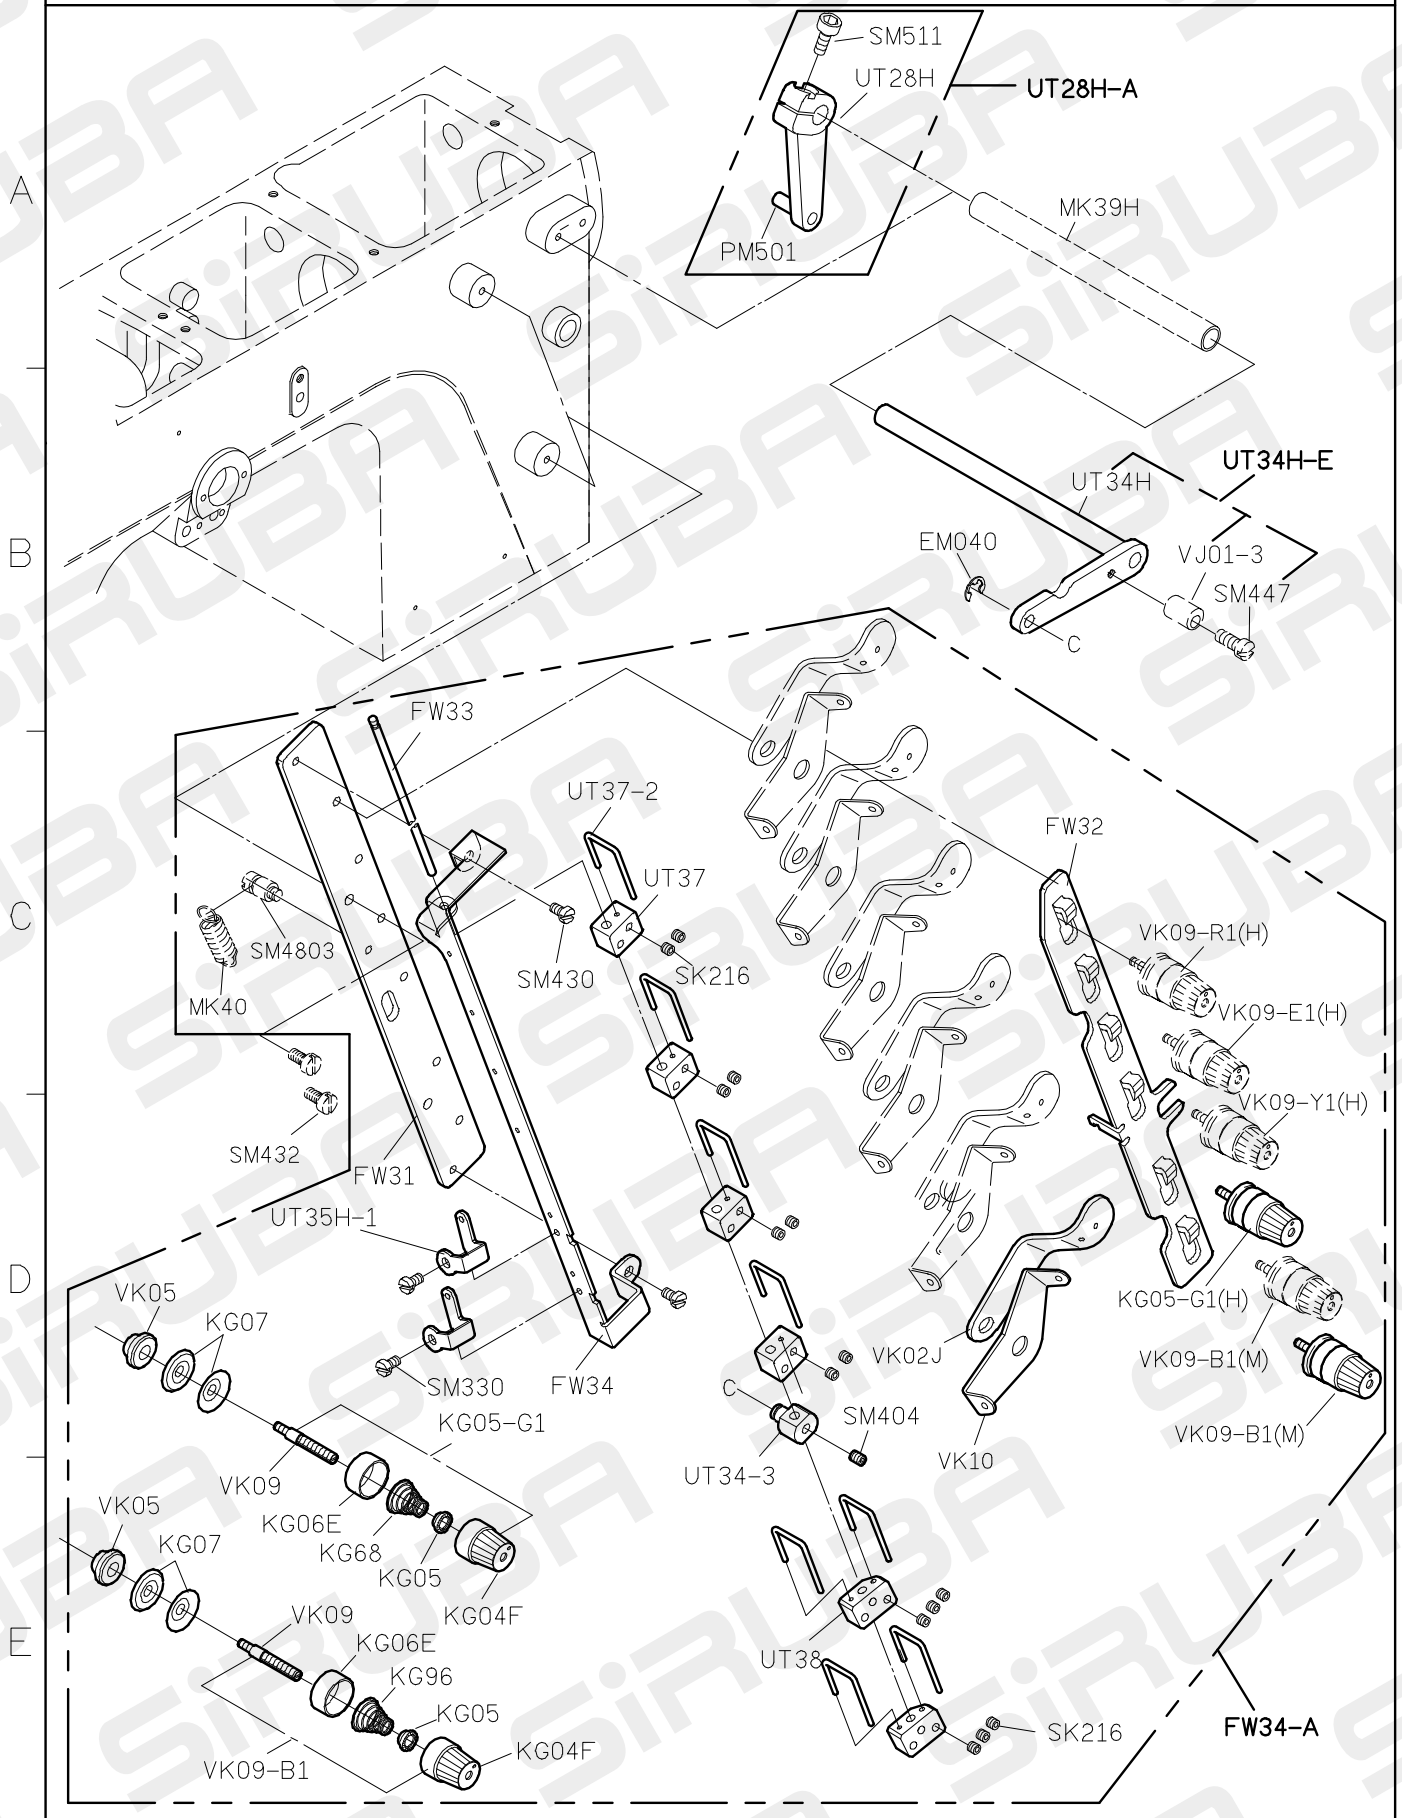 SM511
UT28H
UT28H-A
A
MK39H
PM501
UT34H-E
UT34H
EM040
VJ01-3
B
SM447
C
FW33
UT37-2
FW32
UT37
C
VK09-R1(H)
SM4803
SM430
SK216
MK40
VK09-E1(H)
VK09-Y1(H)
SM432
FW31
UT35H-1
D
VK05
KG07
KG05-G1(H)
VK02J
VK09-B1(M)
SM330
FW34
C
SM404
KG05-G1
VK09-B1(M)
VK10
UT34-3
VK09
VK05
KG06E
KG07
KG68
KG05
KG04F
VK09
E
KG06E
UT38
KG96
KG05
SK216
FW34-A
KG04F
VK09-B1
SiRUBA